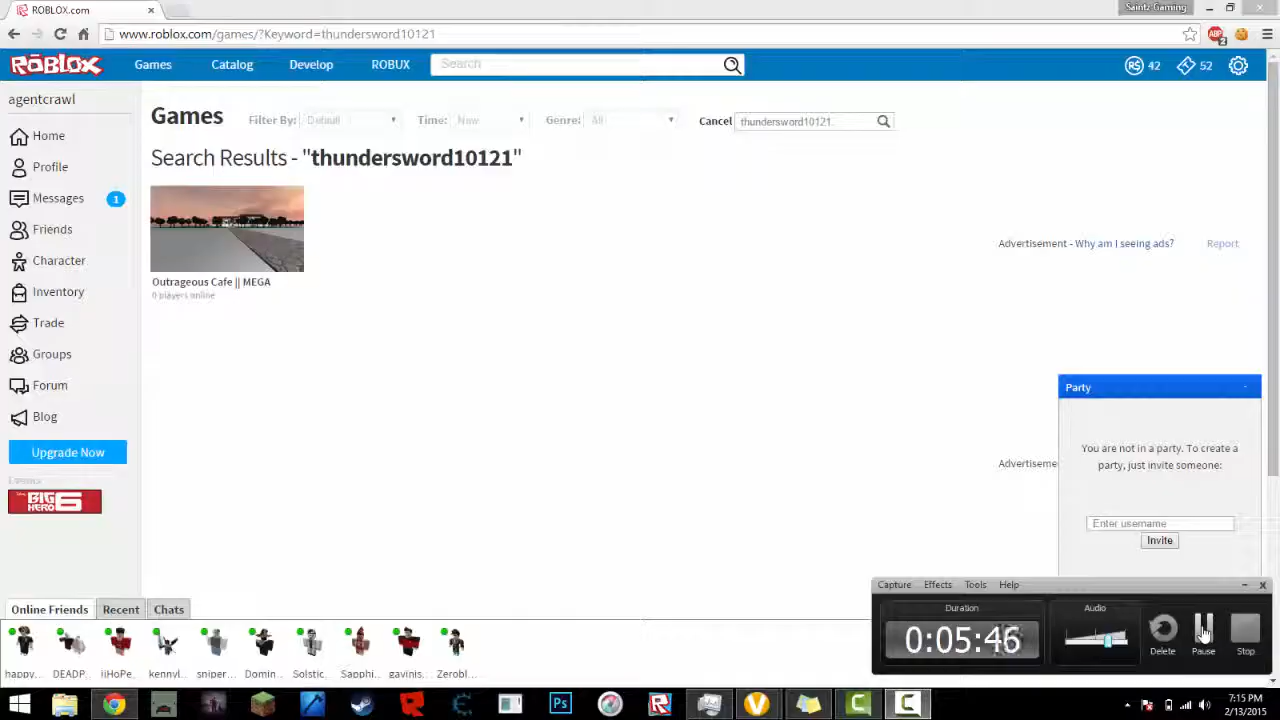 ROBLOX.com
Saintz Gaming
www.roblox.com/games/?Keyword=thundersword10121
ROBLOX
Games
Catalog
Develop
ROBUX
Search
R$ 42
52
agentcrawl
Home
Profile
Messages 1
Friends
Character
Inventory
Trade
Groups
Forum
Blog
Upgrade Now
BIG HERO 6
Games
Filter By: Default
Time: Now
Genre: All
Cancel
thundersword10121
Search Results - "thundersword10121"
Outrageous Cafe || MEGA
0 players online
Advertisement - Why am I seeing ads?
Report
Advertiseme
Party
-
You are not in a party. To create a
party, just invite someone:
Enter username
Invite
Online Friends
Recent
Chats
happy...
DEADP...
iiHoPe...
kennyl...
sniper...
Domin...
Solstic...
Sapphi...
gavinis...
Zerobl...
Capture
Effects
Tools
Help
Duration
0:05:46
Audio
Delete
Pause
Stop
Ps
7:15 PM
2/13/2015